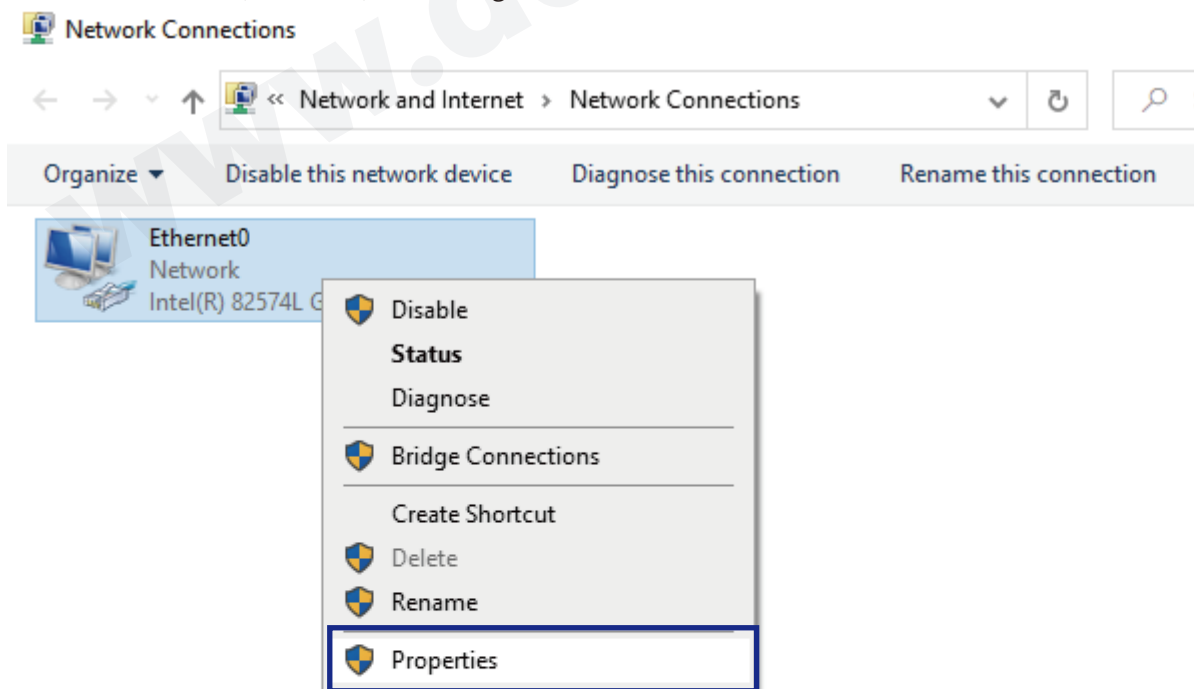 Network Connections
« Network and Internet > Network Connections
Organize Disable this network device Diagnose this connection Rename this connection
Ethernet0
Network
Intel(R) 82574L G
Disable
Status
Diagnose
Bridge Connections
Create Shortcut
Delete
Rename
Properties
www.